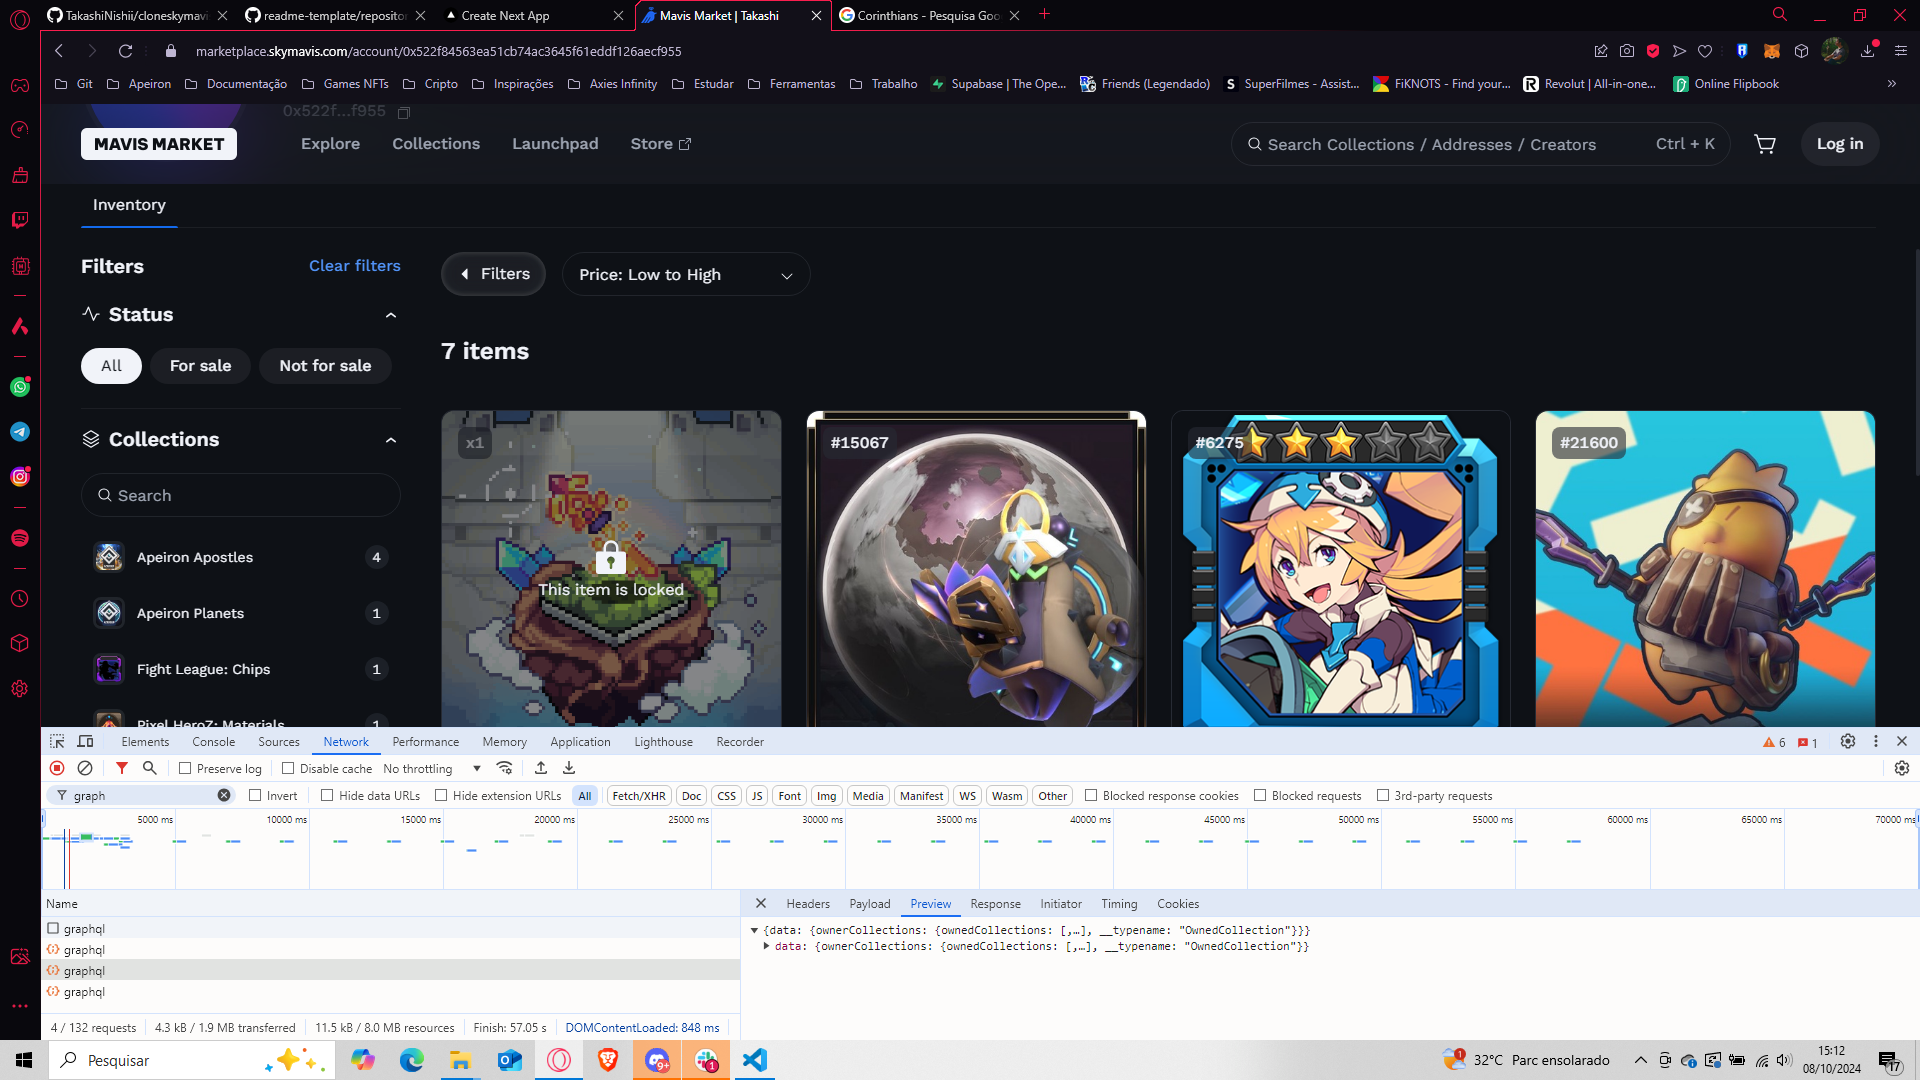 TakashiNishii/cloneskymavi
readme-template/reposito
Create Next App
Mavis Market | Takashi
Corinthians - Pesquisa Goo
marketplace.skymavis.com/account/0x522f84563ea51cb74ac3645f61eddf126aecf955
Git
Apeiron
Documentação
Games NFTs
Cripto
Inspirações
Axies Infinity
Estudar
Ferramentas
Trabalho
Supabase | The Ope...
Friends (Legendado)
SuperFilmes - Assist...
FiKNOTS - Find your...
Revolut | All-in-one...
Online Flipbook
0x522f...f955
MAVIS MARKET
Explore
Collections
Launchpad
Store
Search Collections / Addresses / Creators
Ctrl + K
Log in
Inventory
Filters
Clear filters
Filters
Price: Low to High
Status
7 items
All
For sale
Not for sale
Collections
Search
Apeiron Apostles
4
Apeiron Planets
1
Fight League: Chips
1
Pixel HeroZ: Materials
1
x1
This item is locked
#15067
#6275
#21600
Elements
Console
Sources
Network
Performance
Memory
Application
Lighthouse
Recorder
6
1
Preserve log
Disable cache
No throttling
graph
Invert
Hide data URLs
Hide extension URLs
All
Fetch/XHR
Doc
CSS
JS
Font
Img
Media
Manifest
WS
Wasm
Other
Blocked response cookies
Blocked requests
3rd-party requests
5000 ms
10000 ms
15000 ms
20000 ms
25000 ms
30000 ms
35000 ms
40000 ms
45000 ms
50000 ms
55000 ms
60000 ms
65000 ms
70000 ms
Name
graphql
graphql
graphql
graphql
Headers
Payload
Preview
Response
Initiator
Timing
Cookies
{data: {ownerCollections: {ownedCollections: [,…], __typename: "OwnedCollection"}}}
data: {ownerCollections: {ownedCollections: [,…], __typename: "OwnedCollection"}}
4 / 132 requests
4.3 kB / 1.9 MB transferred
11.5 kB / 8.0 MB resources
Finish: 57.05 s
DOMContentLoaded: 848 ms
Pesquisar
9+
1
1
32°C Parc ensolarado
15:12
08/10/2024
17